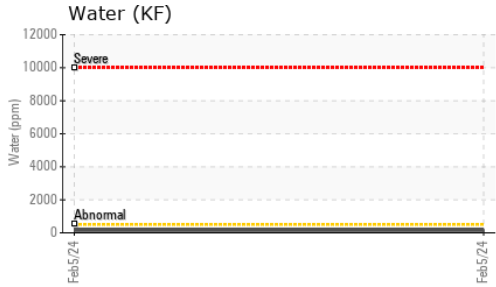 Water (KF)
12000
Severe
10000
8000
6000
4000
2000
Abnormal
0
Water (ppm)
Feb5/24
Feb5/24